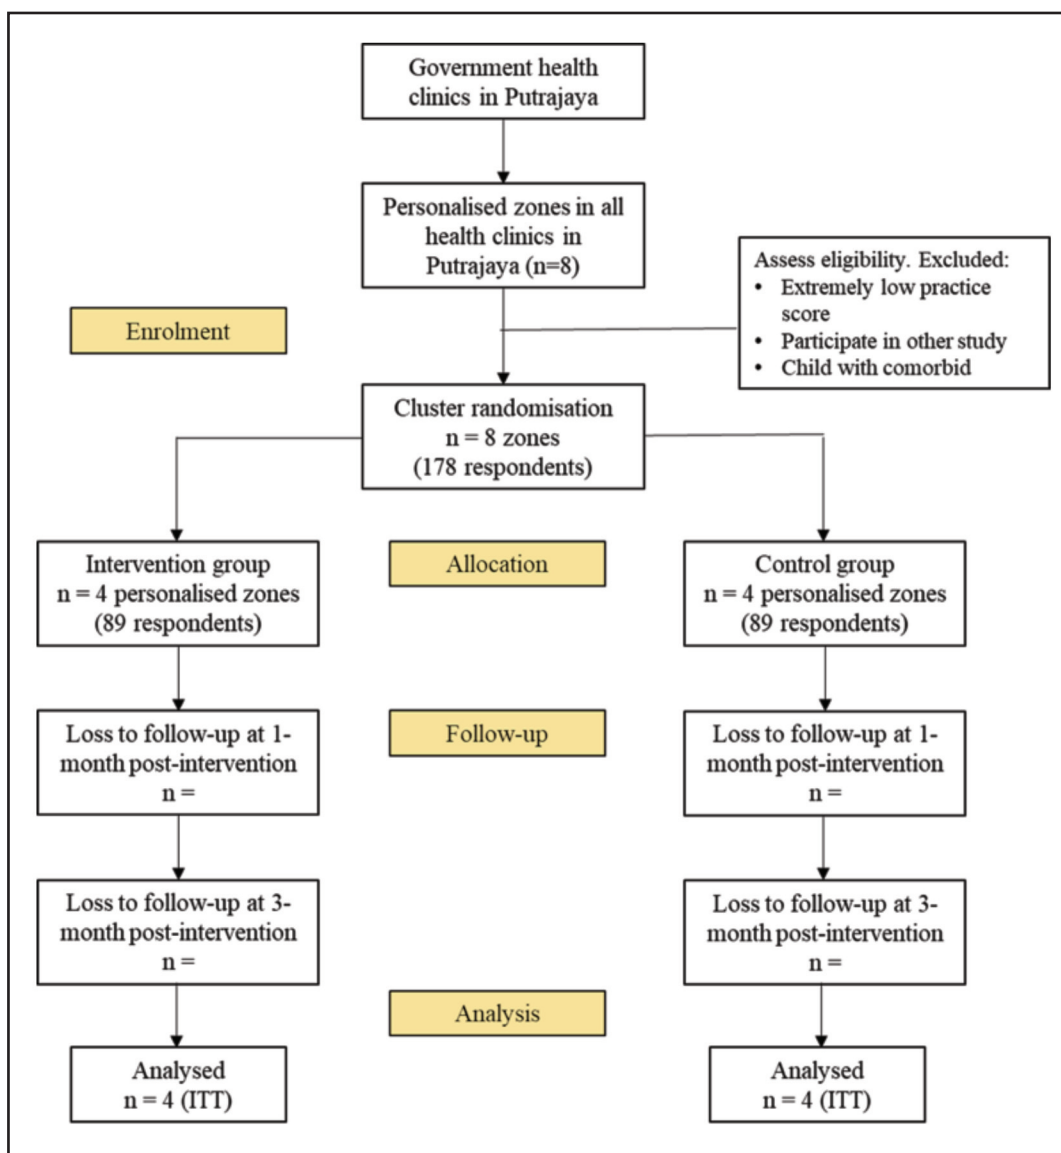 Government health
clinics in Putrajaya
Personalised zones in all
health clinics in
Putrajaya (n=8)
Assess eligibility. Excluded:
• Extremely low practice
score
• Participate in other study
• Child with comorbid
Enrolment
Cluster randomisation
n = 8 zones
(178 respondents)
Intervention group
n = 4 personalised zones
(89 respondents)
Allocation
Control group
n = 4 personalised zones
(89 respondents)
Loss to follow-up at 1-
month post-intervention
n =
Follow-up
Loss to follow-up at 1-
month post-intervention
n =
Loss to follow-up at 3-
month post-intervention
n =
Loss to follow-up at 3-
month post-intervention
n =
Analysis
Analysed
n = 4 (ITT)
Analysed
n = 4 (ITT)